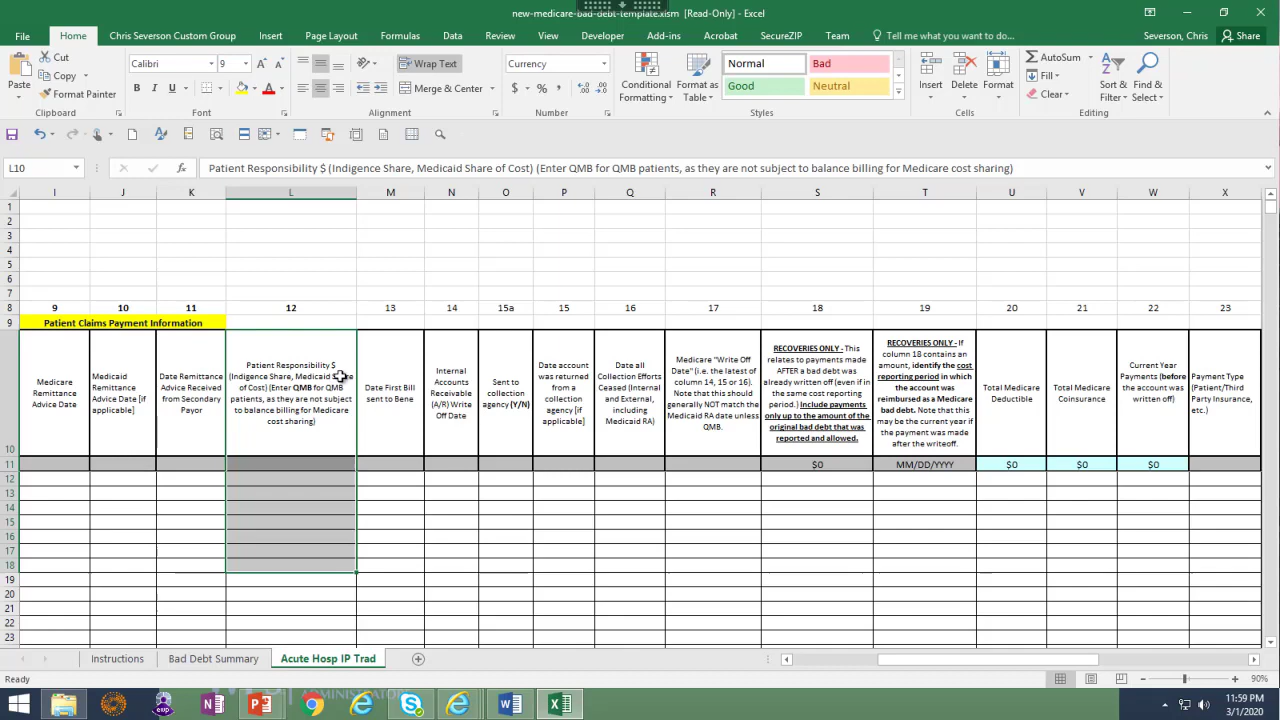 new-medicare-bad-debt-template.xlsm [Read-Only] - Excel
File Home Chris Severson Custom Group Insert Page Layout Formulas Data Review View Developer Add-ins Acrobat SecureZIP Team Tell me what you want to do... Severson, Chris Share
Paste
Cut
Copy
Format Painter
Clipboard
Calibri 9
B I U
Font
Wrap Text
Merge & Center
Alignment
Currency
$ % ,
Number
Conditional
Formatting
Format as
Table
Normal Bad
Good Neutral
Styles
Insert Delete Format
Cells
AutoSum
Fill
Clear
Sort &
Filter
Find &
Select
Editing
L10 fx Patient Responsibility $ (Indigence Share, Medicaid Share of Cost) (Enter QMB for QMB patients, as they are not subject to balance billing for Medicare cost sharing)
I J K L M N O P Q R S T U V W X
1
2
3
4
5
6
7
8 9 10 11 12 13 14 15a 15 16 17 18 19 20 21 22 23
9 Patient Claims Payment Information
10
Medicare
Remittance
Advice Date
Medicaid
Remittance
Advice Date [if
applicable]
Date Remittance
Advice Received
from Secondary
Payor
Patient Responsibility $
(Indigence Share, Medicaid Share
of Cost) (Enter QMB for QMB
patients, as they are not subject
to balance billing for Medicare
cost sharing)
Date First Bill
sent to Bene
Internal
Accounts
Receivable
(A/R) Write
Off Date
Sent to
collection
agency (Y/N)
Date account
was returned
from a
collection
agency [if
applicable]
Date all
Collection Efforts
Ceased (Internal
and External,
including
Medicaid RA)
Medicare "Write Off
Date" (i.e. the latest of
column 14, 15 or 16).
Note that this should
generally NOT match the
Medicaid RA date unless
QMB.
RECOVERIES ONLY - This
relates to payments made
AFTER a bad debt was
already written off (even if in
the same cost reporting
period.) Include payments
only up to the amount of the
original bad debt that was
reported and allowed.
RECOVERIES ONLY - If
column 18 contains an
amount, identify the cost
reporting period in which
the account was
reimbursed as a Medicare
bad debt. Note that this
may be the current year if
the payment was made
after the writeoff.
Total Medicare
Deductible
Total Medicare
Coinsurance
Current Year
Payments (before
the account was
written off)
Payment Type
(Patient/Third
Party Insurance,
etc.)
11 $0 MM/DD/YYYY $0 $0 $0
12
13
14
15
16
17
18
19
20
21
22
23
Instructions Bad Debt Summary Acute Hosp IP Trad
Ready 90%
ADMINISTRATOR
11:59 PM
3/1/2020